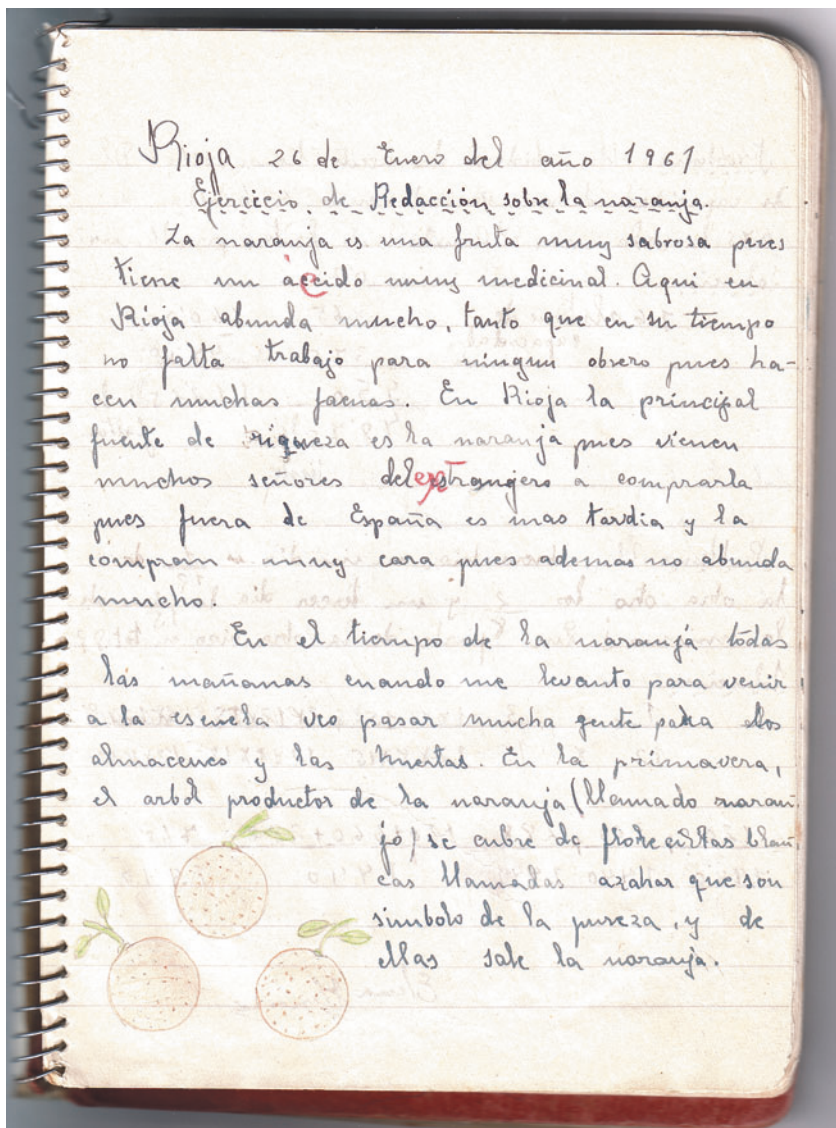 Rioja 26 de Enero del año 1961
Ejercicio de Redacción sobre la naranja.
La naranja es una fruta muy sabrosa pues
tiene un ácido muy medicinal. Aqui en
Rioja abunda mucho, tanto que en su tiempo
no falta trabajo para ningun obrero pues ha-
cen muchas faenas. En Rioja la principal
fuente de riqueza es la naranja pues vienen
muchos señores del extrangero a comprarla
pues fuera de España es mas tardia y la
compran muy cara pues ademas no abunda
mucho.
En el tiempo de la naranja todas
las mañanas cuando me levanto para venir
a la escuela veo pasar mucha gente para los
almacenes y las huertas. En la primavera,
el arbol productor de la naranja (llamado naran-
jo) se cubre de florecistas blan-
cas llamadas azahar que son
simbolo de la pureza, y de
ellas sale la naranja.